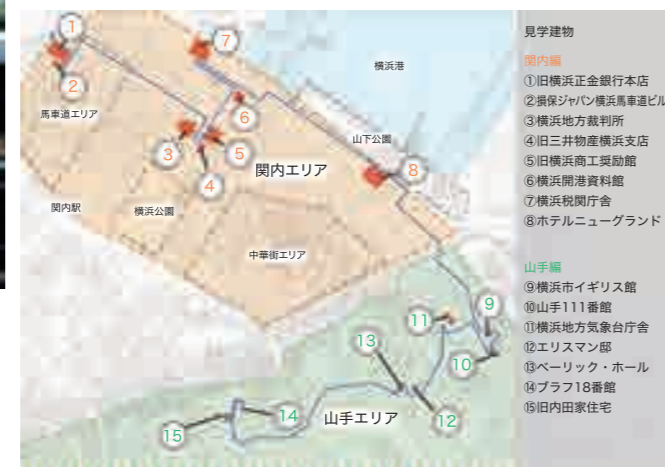 ①
⑦
横浜港
②
馬車道エリア
⑥
山下公園
③
⑤
関内エリア
⑧
④
関内駅
横浜公園
中華街エリア
⑨
⑪
⑬
⑩
⑭
山手エリア
⑫
⑮
見学建物
関内編
①旧横浜正金銀行本店
②損保ジャパン横浜馬車道ビル
③横浜地方裁判所
④旧三井物産横浜支店
⑤旧横浜商工奨励館
⑥横浜開港資料館
⑦横浜税関庁舎
⑧ホテルニューグランド
山手編
⑨横浜市イギリス館
⑩山手111番館
⑪横浜地方気象台庁舎
⑫エリスマン邸
⑬ベーリック・ホール
⑭ブラフ18番館
⑮旧内田家住宅